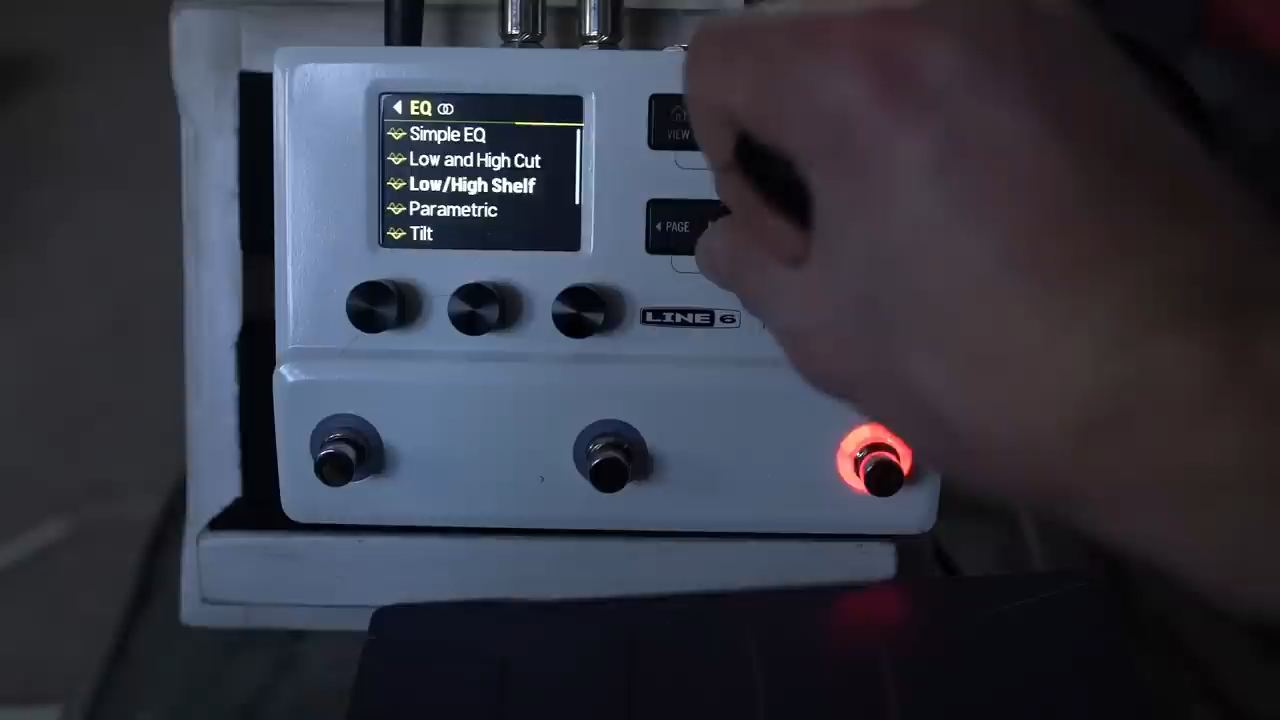 EQ
Simple EQ
Low and High Cut
Low/High Shelf
Parametric
Tilt
VIEW
PAGE
LINE 6